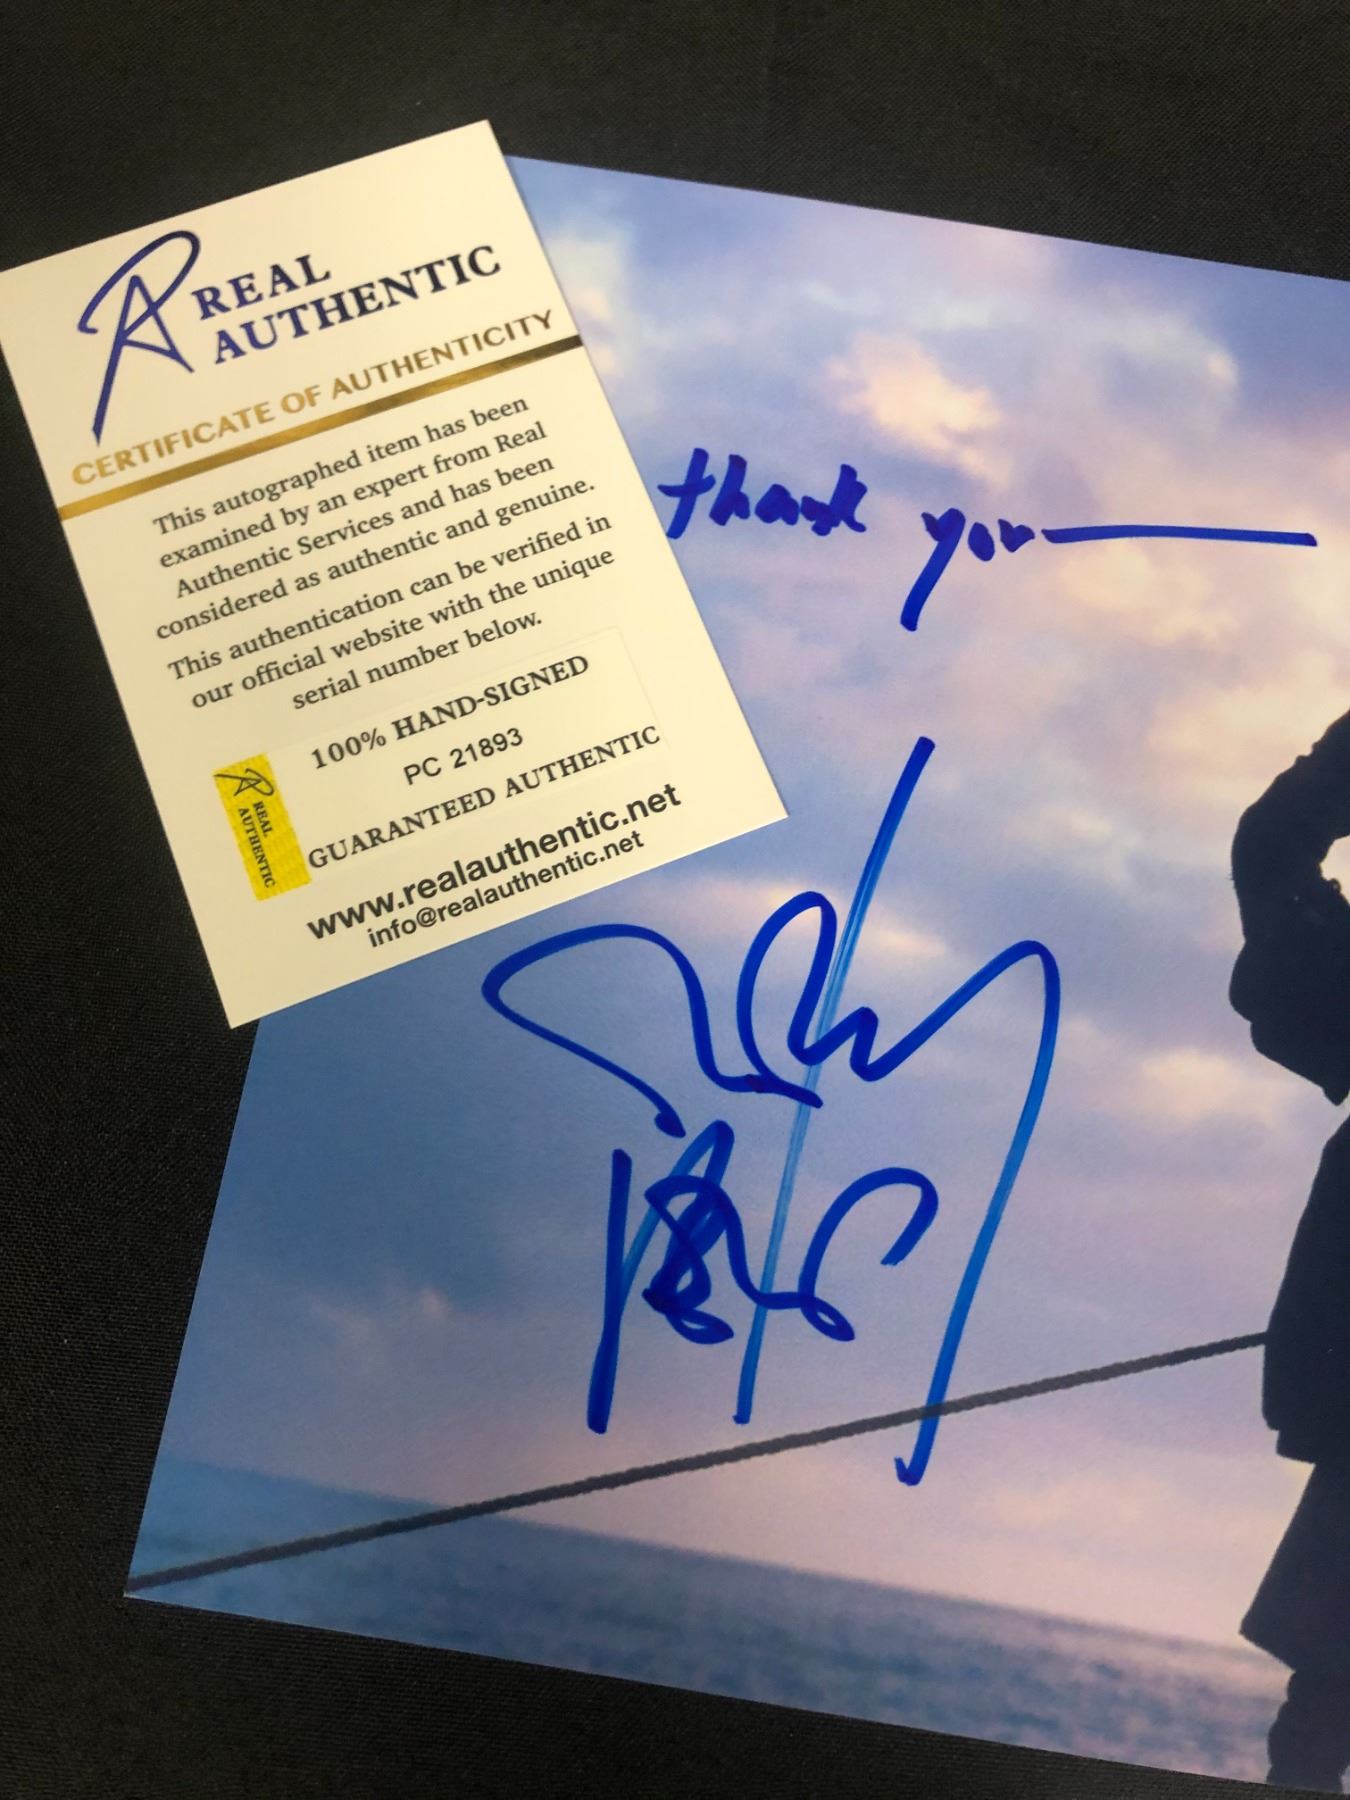 REAL
AUTHENTIC
CERTIFICATE OF AUTHENTICITY
This autographed item has been
examined by an expert from Real
Authentic Services and has been
considered as authentic and genuine.
This authentication can be verified in
our official website with the unique
serial number below.
100% HAND-SIGNED
PC 21893
GUARANTEED AUTHENTIC
REAL
AUTHENTIC
www.realauthentic.net
info@realauthentic.net
thank you